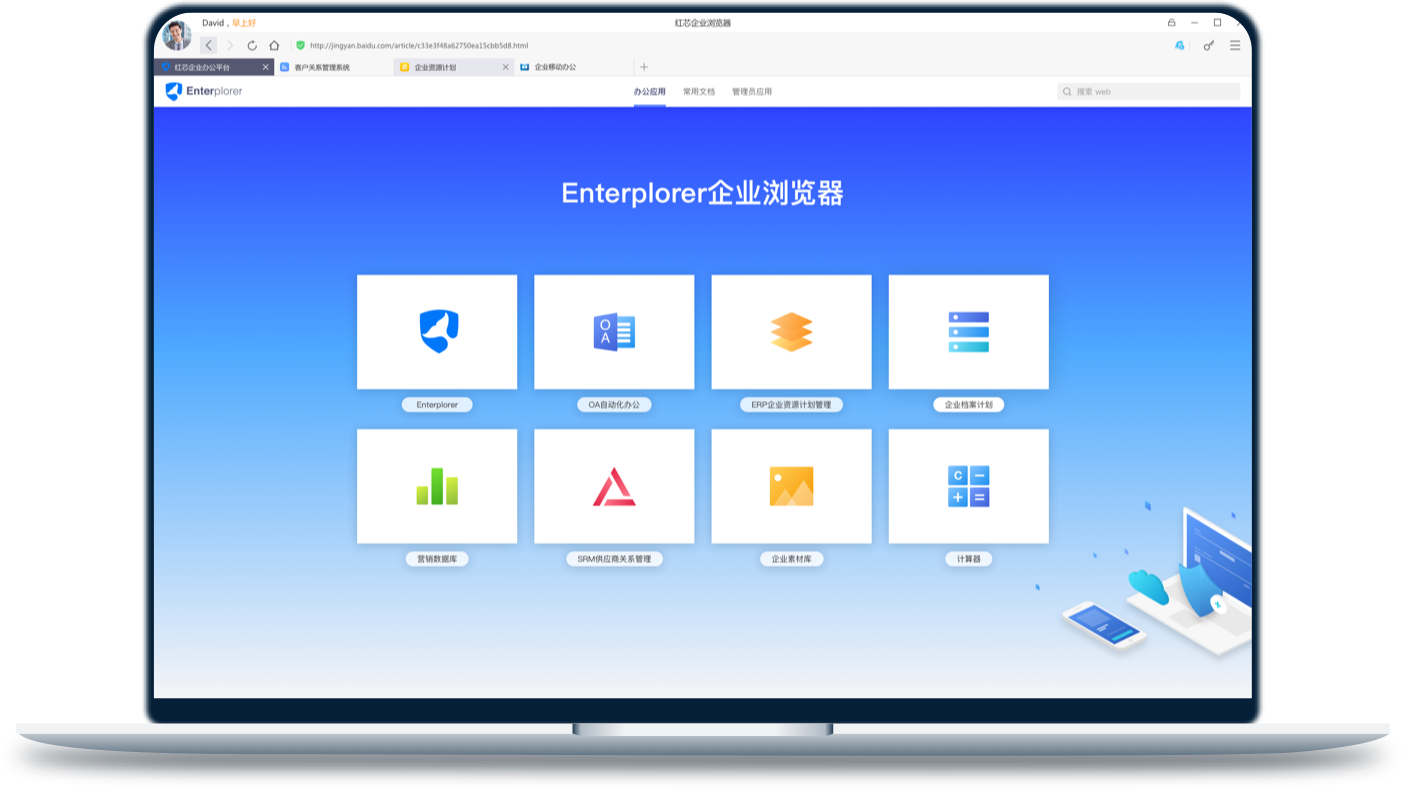 David，早上好
红芯企业浏览器
http://jingyan.baidu.com/article/c33e3f48a62750ea15cbb5d8.html
红芯企业办公平台
客户关系管理系统
企业资源计划
企业移动办公
Enterplorer
办公应用
常用文档
管理员应用
搜索 web
Enterplorer企业浏览器
OA
Enterplorer
OA自动化办公
ERP企业资源计划管理
企业档案计划
C
营销数据库
SRM供应商关系管理
企业素材库
计算器